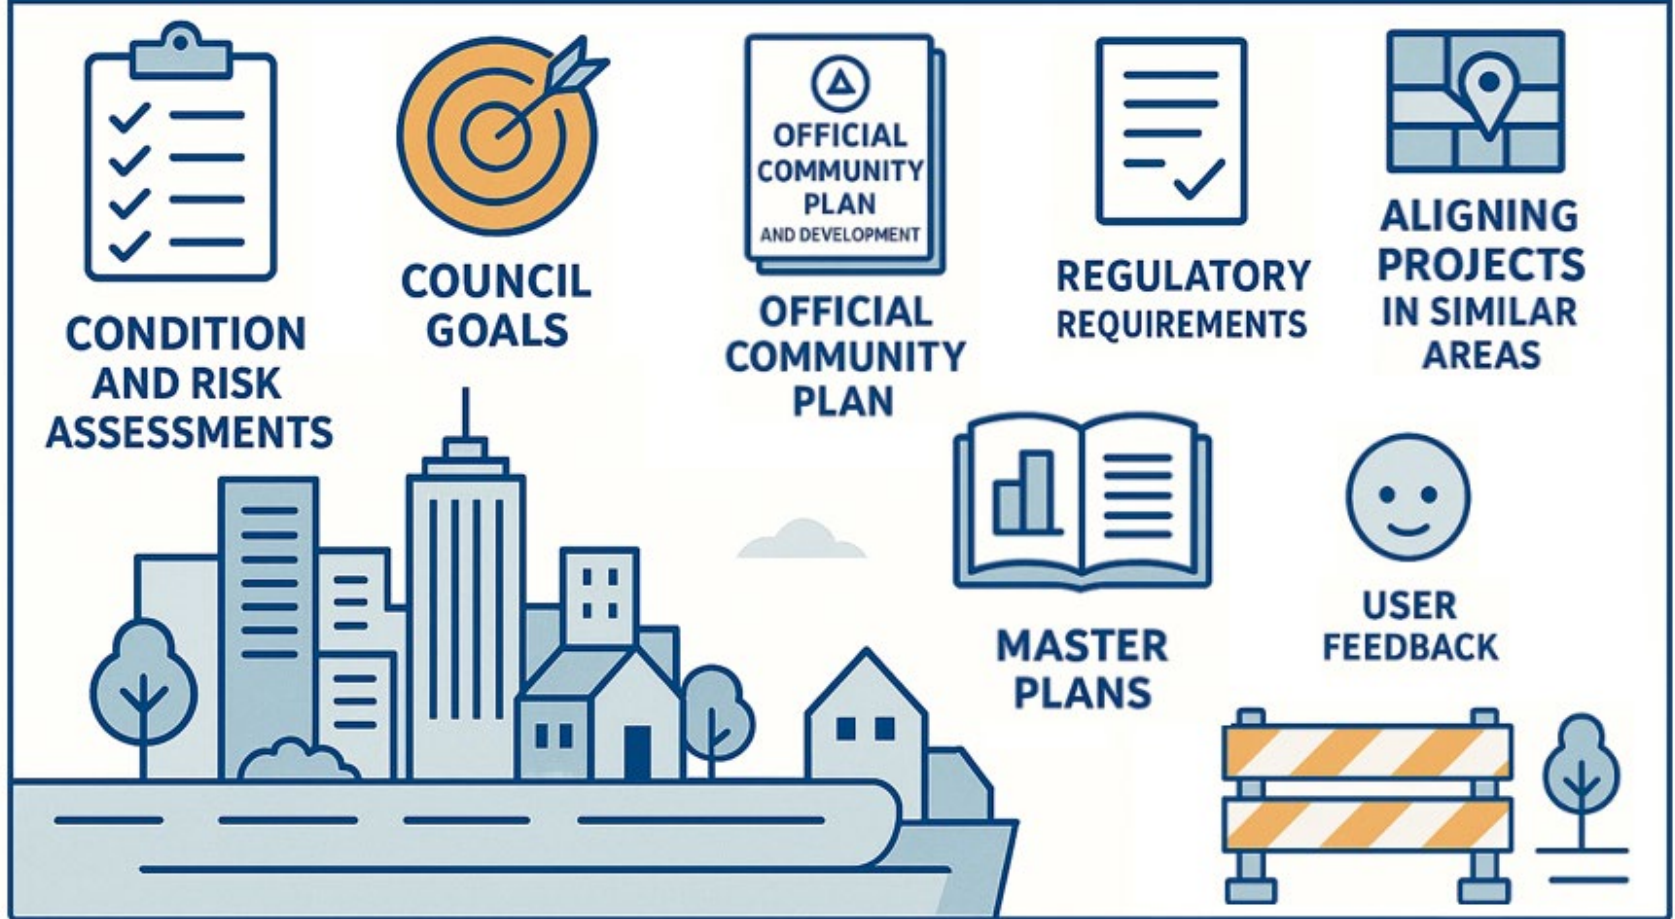 CONDITION
AND RISK
ASSESSMENTS
COUNCIL
GOALS
OFFICIAL
COMMUNITY
PLAN
AND DEVELOPMENT
OFFICIAL
COMMUNITY
PLAN
REGULATORY
REQUIREMENTS
ALIGNING
PROJECTS
IN SIMILAR
AREAS
MASTER
PLANS
USER
FEEDBACK